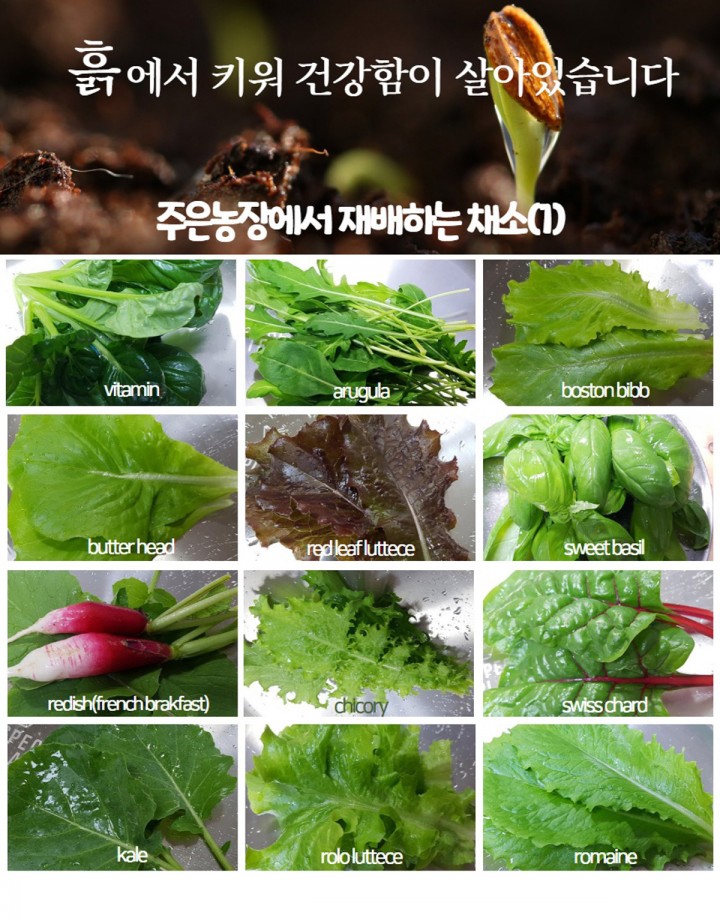 흙에서 키워 건강함이 살아있습니다
주은농장에서 재배하는 채소(1)
vitamin
arugula
boston bibb
butter head
red leaf luttece
sweet basil
redish(french brakfast)
chicory
swiss chard
kale
rolo luttece
romaine